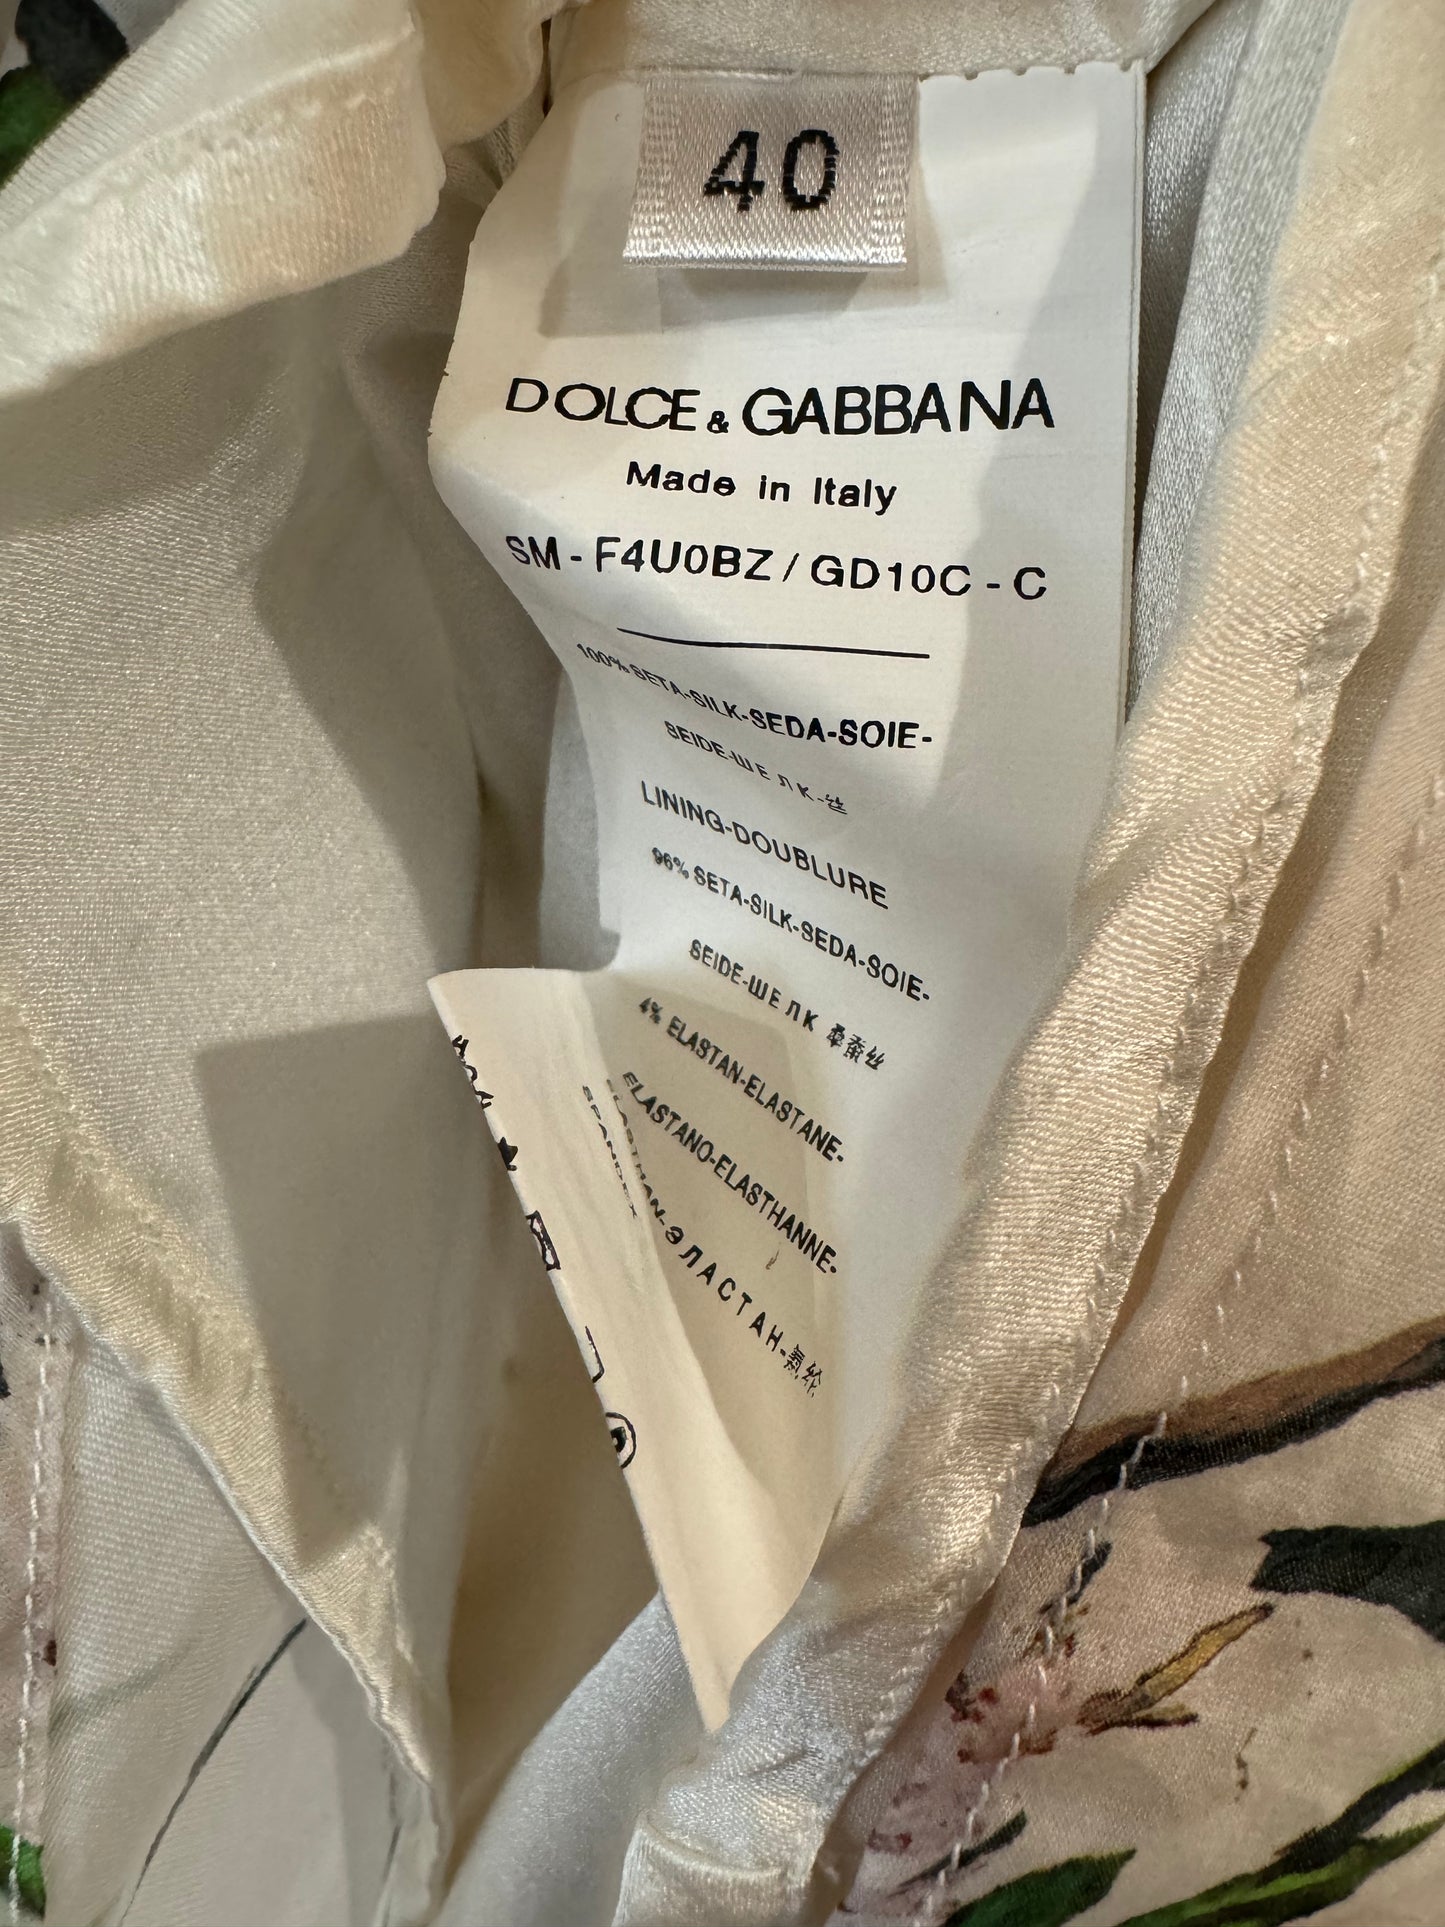 40
DOLCE & GABBANA
Made in Italy
SM - F4U0BZ / GD10C - C
100% SETA-SILK-SEDA-SOIE-
SEIDE-ШЕЛК-丝
LINING-DOUBLURE
96% SETA-SILK-SEDA-SOIE-
SEIDE-ШЕЛК 桑蚕丝
4% ELASTAN-ELASTANE-
ELASTANO-ELASTHANNE-
ELASTHAN-ЭЛАСТАН-氨纶
SPANDEX